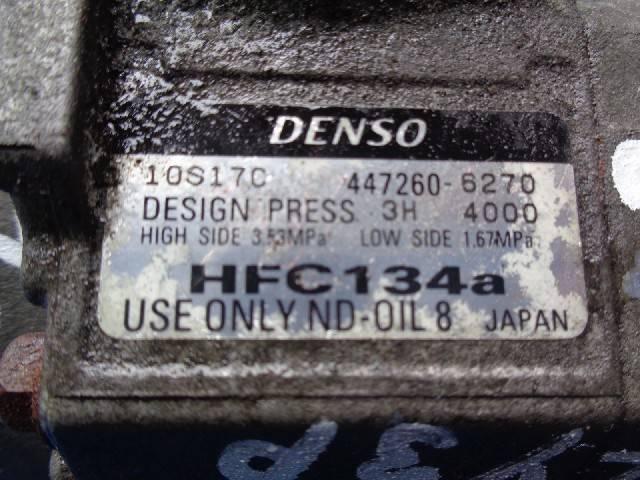 DENSO
10S17C 447260-6270
DESIGN PRESS 3H 4000
HIGH SIDE 3.53MPa LOW SIDE 1.67MPa
HFC134a
USE ONLY ND-OIL 8 JAPAN